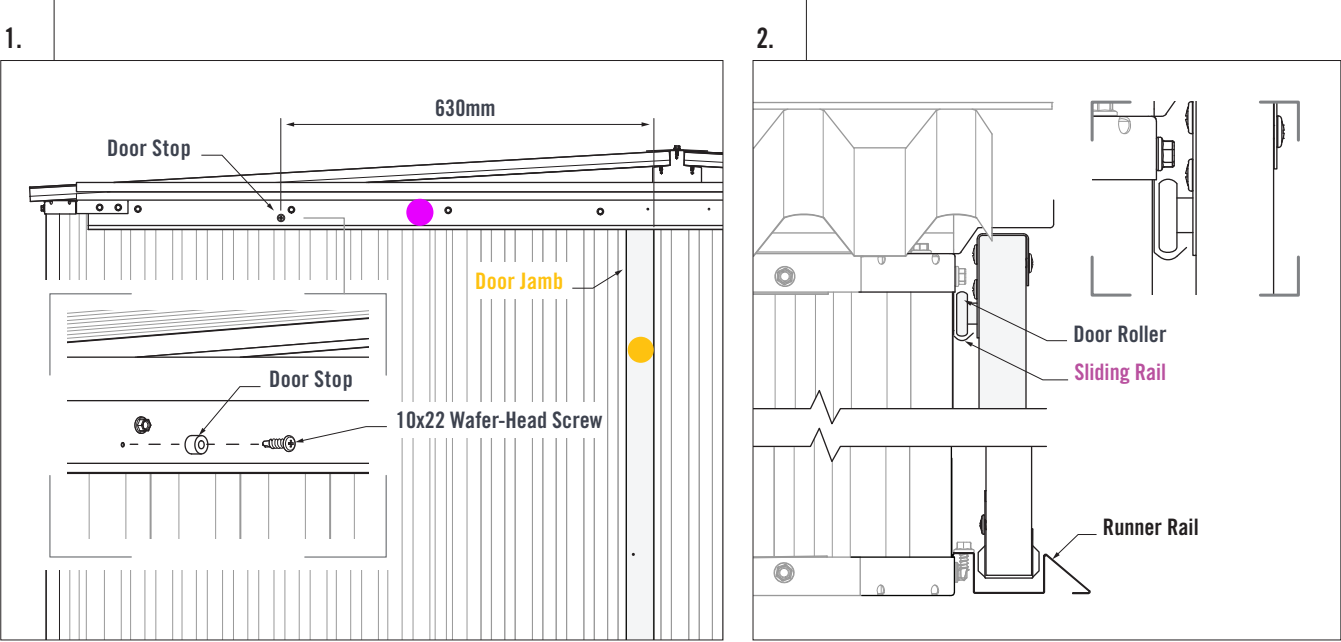 1.
630mm
Door Stop
Door Jamb
Door Stop
10x22 Wafer-Head Screw
2.
Door Roller
Sliding Rail
Runner Rail